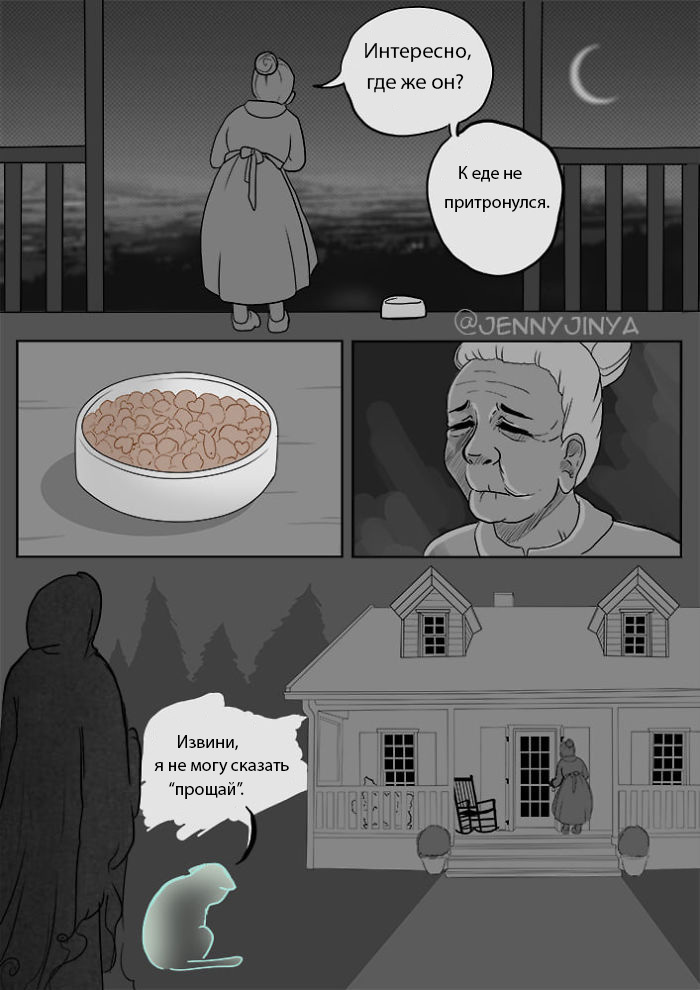 Интересно,
где же он?
К еде не
притронулся.
@JENNYJINYA
Извини,
я не могу сказать
“прощай”.